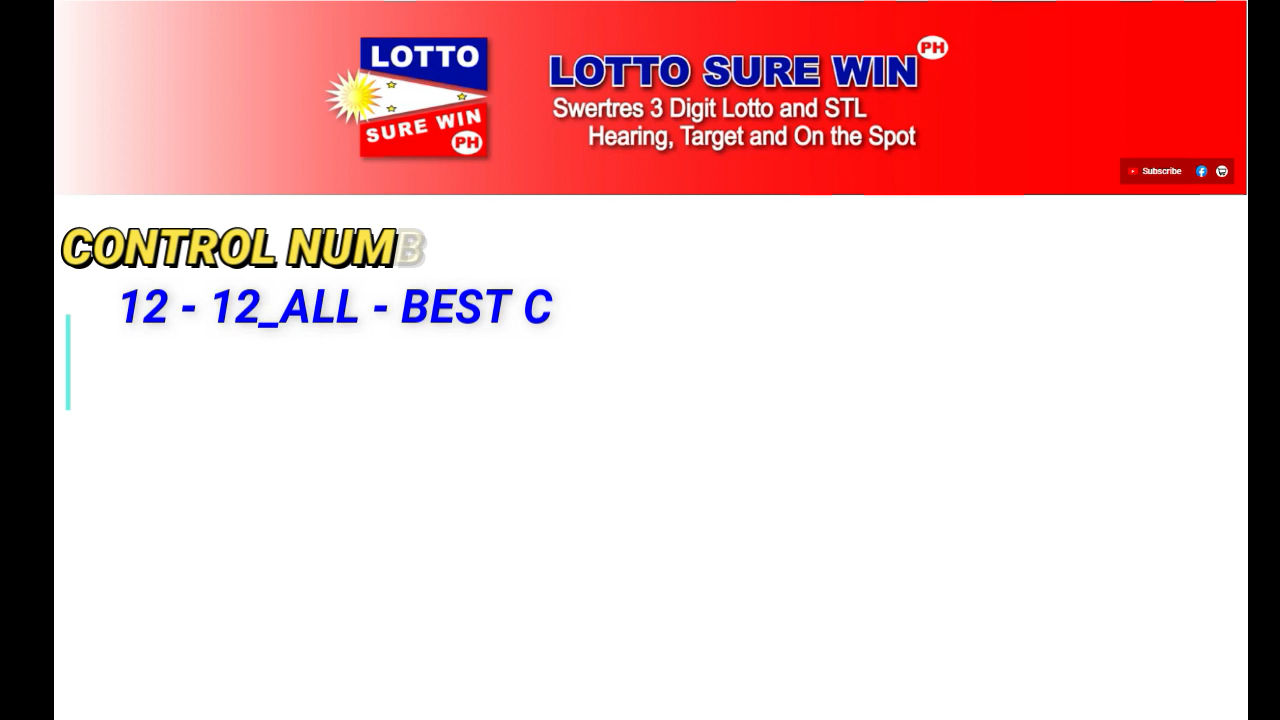 LOTTO
SURE WIN
PH
LOTTO SURE WIN PH
Swertres 3 Digit Lotto and STL
Hearing, Target and On the Spot
Subscribe
CONTROL NUMB
12 - 12_ALL - BEST C